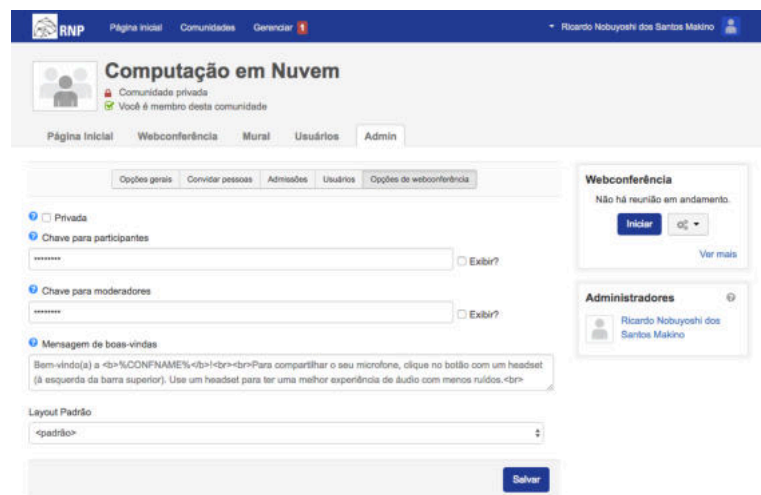 RNP Página inicial Comunidades Gerenciar 1 Ricardo Nobuyoshi dos Santos Makino
Computação em Nuvem
Comunidade privada
Você é membro desta comunidade
Página Inicial Webconferência Mural Usuários Admin
Opções gerais Convidar pessoas Admissões Usuários Opções de webconferência
Privada
Chave para participantes
•••••••• Exibir?
Chave para moderadores
•••••••• Exibir?
Mensagem de boas-vindas
Bem-vindo(a) a <b>%CONFNAME%</b>!<br><br>Para compartilhar o seu microfone, clique no botão com um headset
(à esquerda da barra superior). Use um headset para ter uma melhor experiência de áudio com menos ruídos.<br>
Layout Padrão
<padrão>
Salvar
Webconferência
Não há reunião em andamento.
Iniciar
Ver mais
Administradores
Ricardo Nobuyoshi dos
Santos Makino